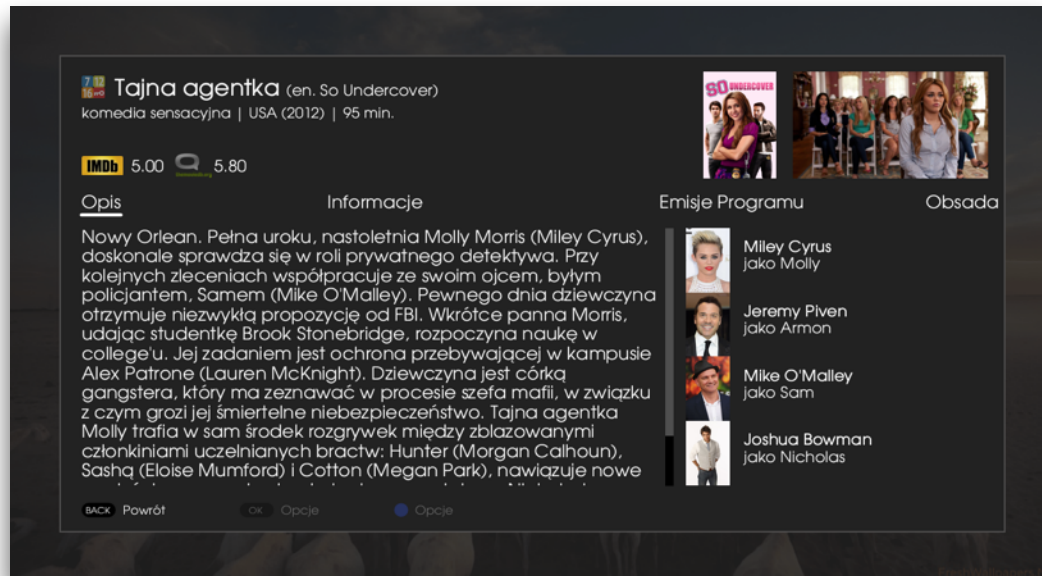 7 12
16
Tajna agentka (en. So Undercover)
komedia sensacyjna | USA (2012) | 95 min.
SO UNDERCOVER
IMDb 5.00 5.80
Opis Informacje Emisje Programu Obsada
Nowy Orlean. Pełna uroku, nastoletnia Molly Morris (Miley Cyrus),
doskonale sprawdza się w roli prywatnego detektywa. Przy
kolejnych zleceniach współpracuje ze swoim ojcem, byłym
policjantem, Samem (Mike O'Malley). Pewnego dnia dziewczyna
otrzymuje niezwykłą propozycję od FBI. Wkrótce panna Morris,
udając studentkę Brook Stonebridge, rozpoczyna naukę w
college'u. Jej zadaniem jest ochrona przebywającej w kampusie
Alex Patrone (Lauren McKnight). Dziewczyna jest córką
gangstera, który ma zeznawać w procesie szefa mafii, w związku
z czym grozi jej śmiertelne niebezpieczeństwo. Tajna agentka
Molly trafia w sam środek rozgrywek między zblazowanymi
członkiniami uczelnianych bractw: Hunter (Morgan Calhoun),
Sashą (Eloise Mumford) i Cotton (Megan Park), nawiązuje nowe
Miley Cyrus
jako Molly
Jeremy Piven
jako Armon
Mike O'Malley
jako Sam
Joshua Bowman
jako Nicholas
BACK Powrót OK Opcje Opcje